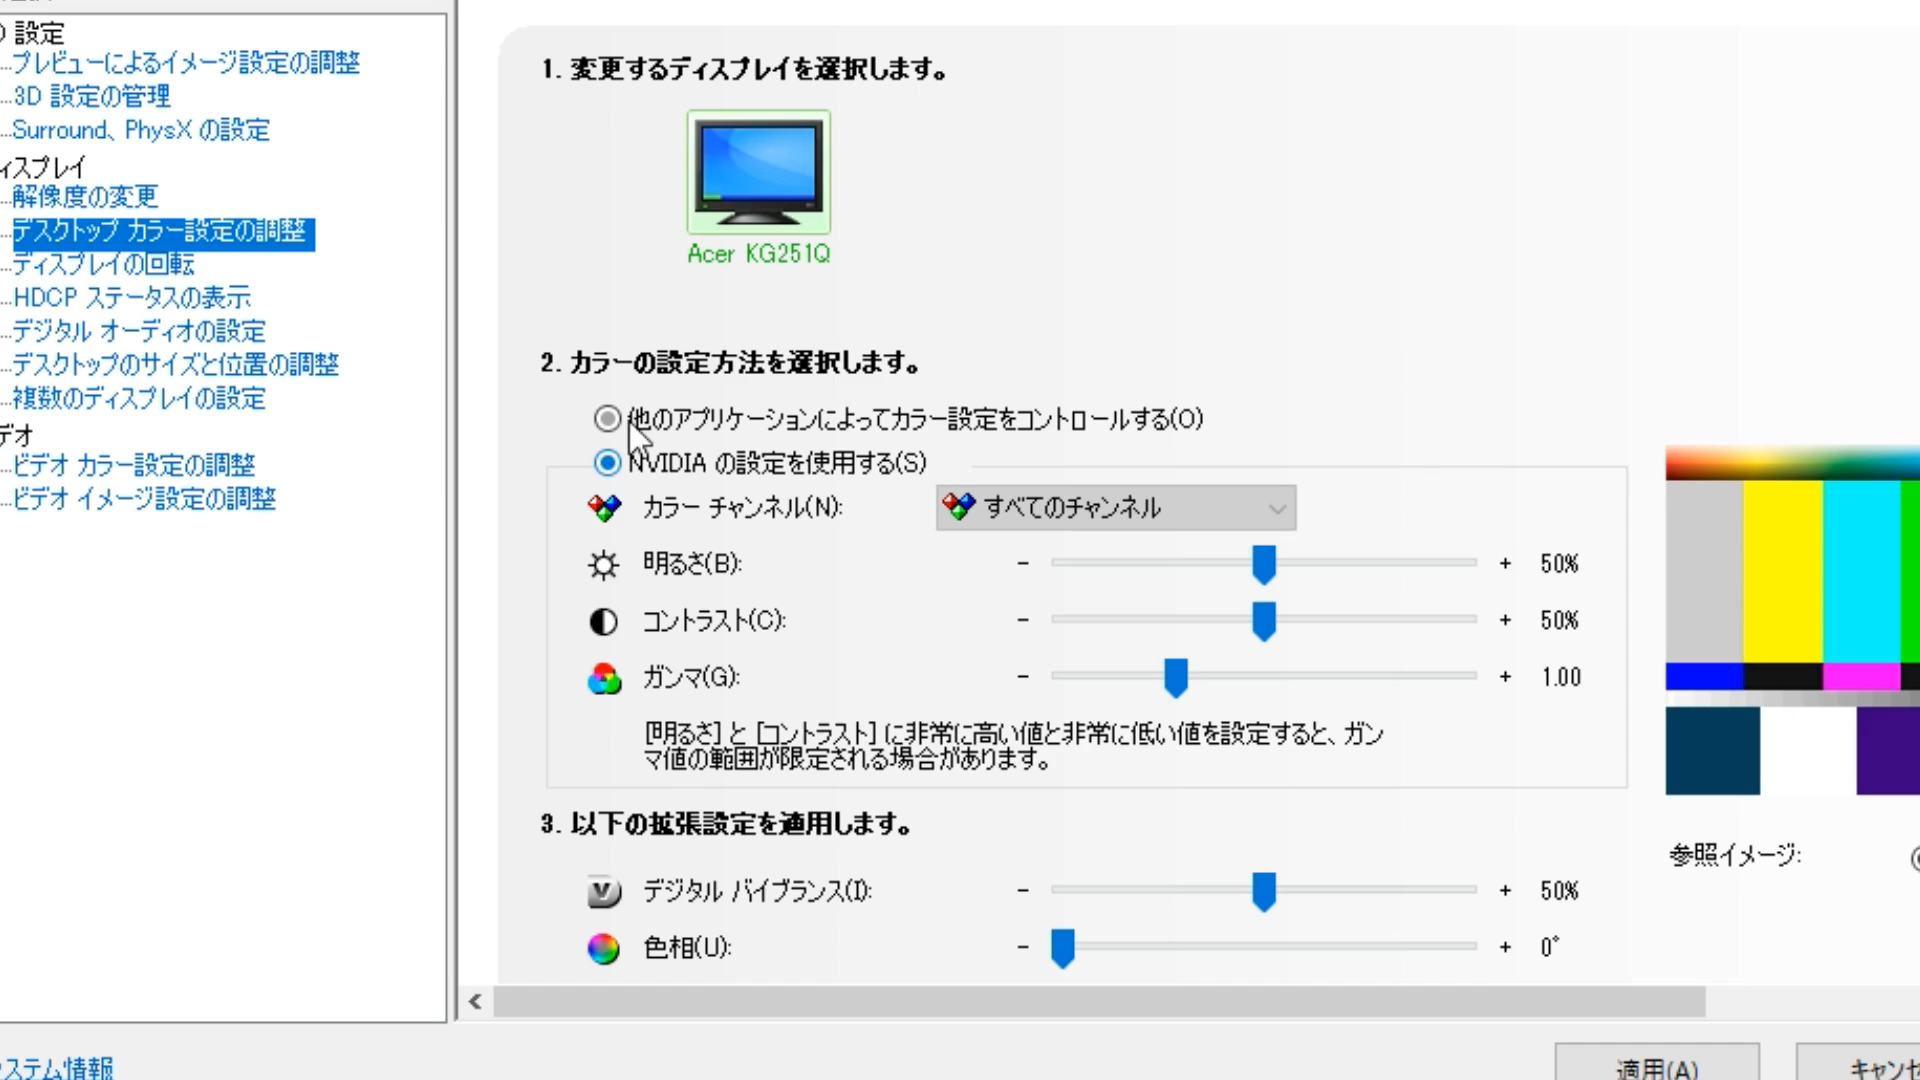 設定
プレビューによるイメージ設定の調整
3D 設定の管理
Surround、PhysX の設定
ィスプレイ
解像度の変更
デスクトップ カラー設定の調整
ディスプレイの回転
HDCP ステータスの表示
デジタル オーディオの設定
デスクトップのサイズと位置の調整
複数のディスプレイの設定
デオ
ビデオ カラー設定の調整
ビデオ イメージ設定の調整
ステム情報
1. 変更するディスプレイを選択します。
Acer KG251Q
2. カラーの設定方法を選択します。
他のアプリケーションによってカラー設定をコントロールする(O)
NVIDIA の設定を使用する(S)
カラー チャンネル(N): すべてのチャンネル
明るさ(B): - + 50%
コントラスト(C): - + 50%
ガンマ(G): - + 1.00
[明るさ] と [コントラスト] に非常に高い値と非常に低い値を設定すると、ガン
マ値の範囲が限定される場合があります。
3. 以下の拡張設定を適用します。
デジタル バイブランス(I): - + 50%
色相(U): - + 0°
参照イメージ:
適用(A)
キャンセ